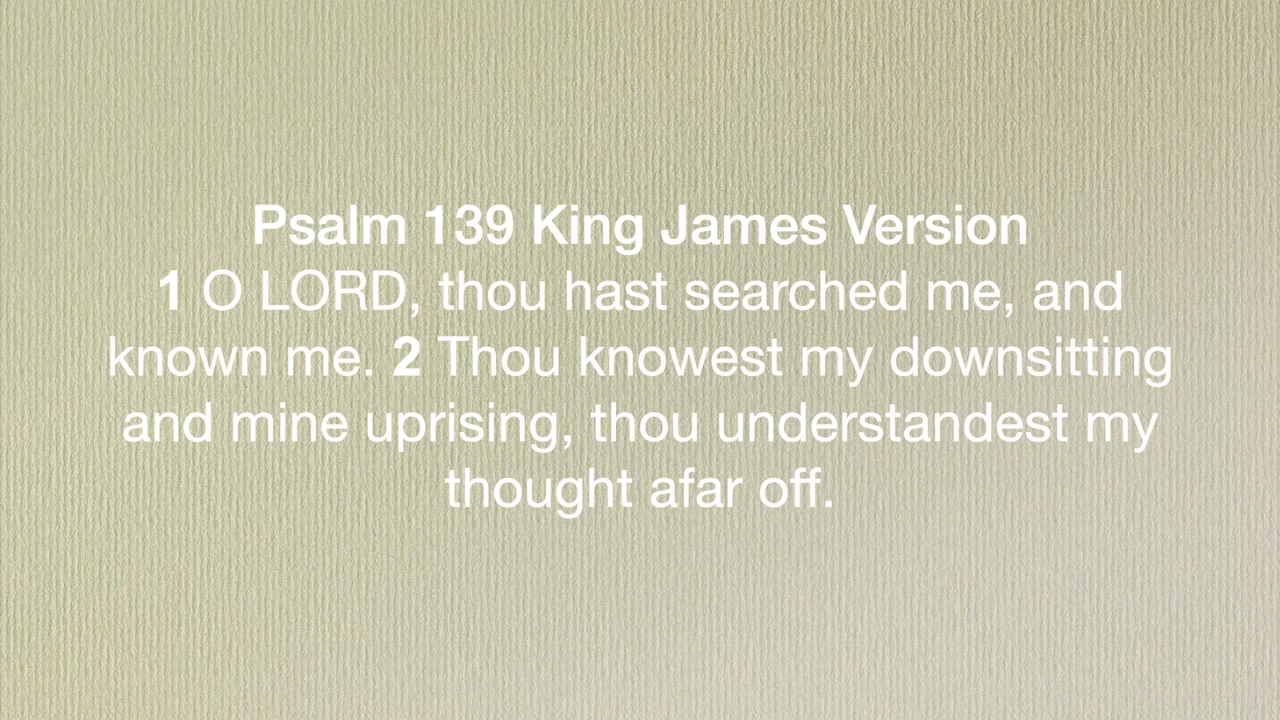 Psalm 139 King James Version
1 O LORD, thou hast searched me, and
known me. 2 Thou knowest my downsitting
and mine uprising, thou understandest my
thought afar off.